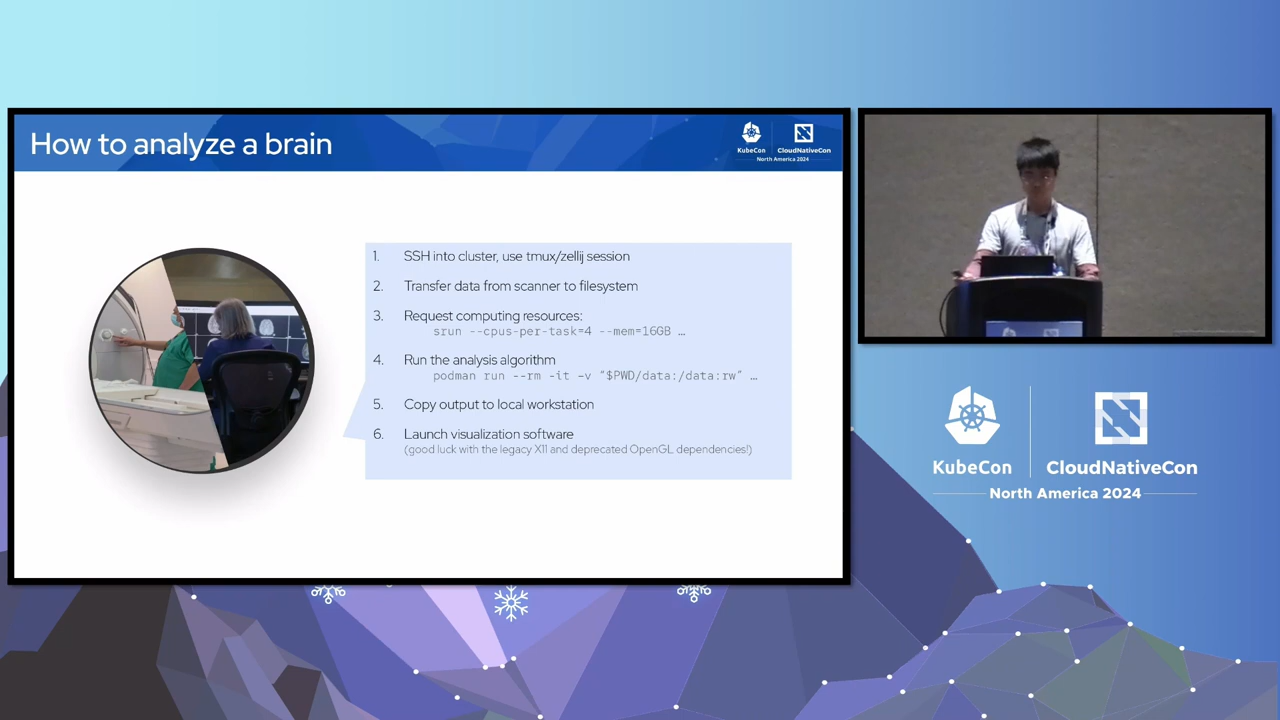 How to analyze a brain
KubeCon
CloudNativeCon
North America 2024
1. SSH into cluster, use tmux/zellij session
2. Transfer data from scanner to filesystem
3. Request computing resources:
srun --cpus-per-task=4 --mem=16GB …
4. Run the analysis algorithm
podman run --rm -it -v "$PWD/data:/data:rw" …
5. Copy output to local workstation
6. Launch visualization software
(good luck with the legacy X11 and deprecated OpenGL dependencies!)
KubeCon
CloudNativeCon
North America 2024